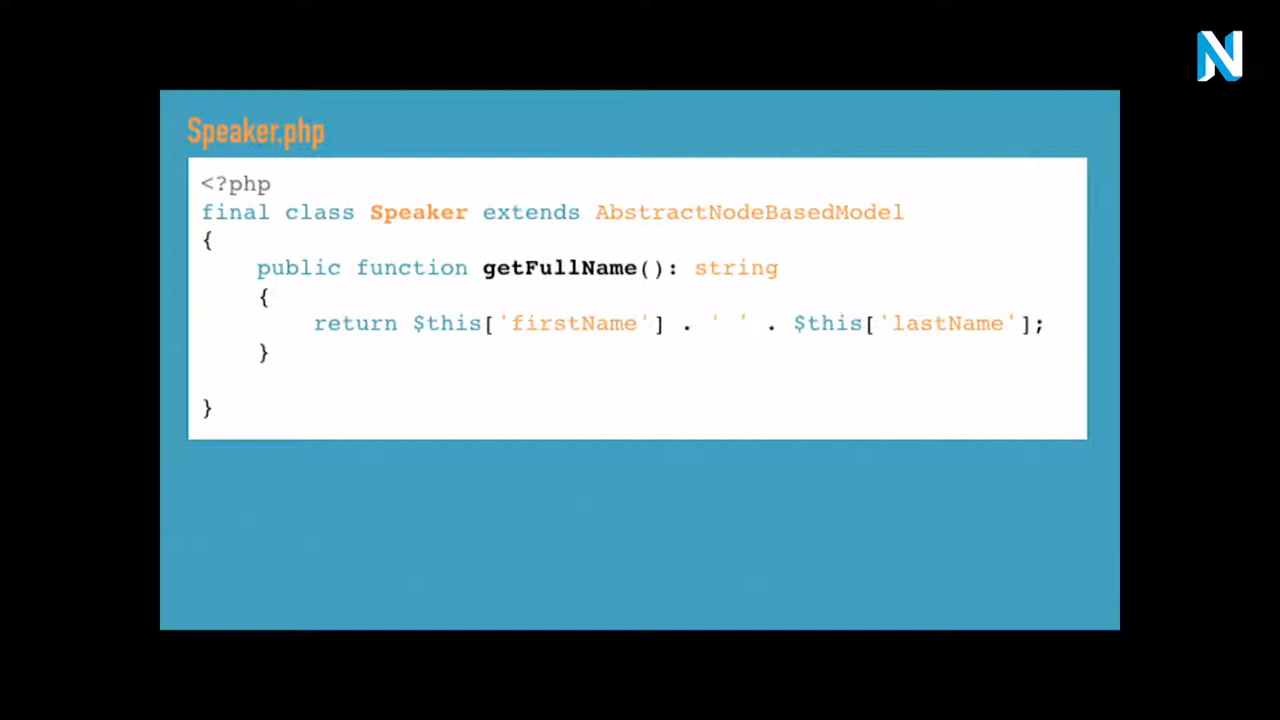 N
Speaker.php
<?php
final class Speaker extends AbstractNodeBasedModel
{
    public function getFullName(): string
    {
        return $this['firstName'] . ' ' . $this['lastName'];
    }
}